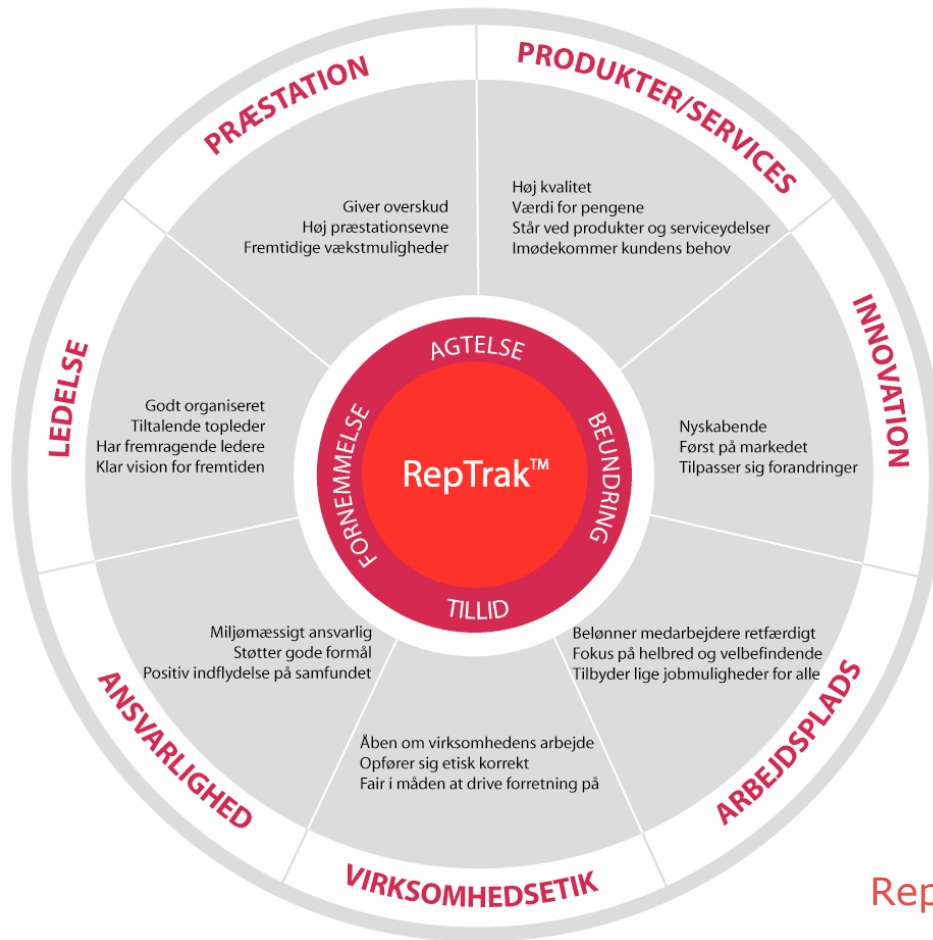 PRÆSTATION
Giver overskud
Høj præstationsevne
Fremtidige vækstmuligheder
PRODUKTER/SERVICES
Høj kvalitet
Værdi for pengene
Står ved produkter og serviceydelser
Imødekommer kundens behov
INNOVATION
Nyskabende
Først på markedet
Tilpasser sig forandringer
ARBEJDSPLADS
Belønner medarbejdere retfærdigt
Fokus på helbred og velbefindende
Tilbyder lige jobmuligheder for alle
VIRKSOMHEDSETIK
Åben om virksomhedens arbejde
Opfører sig etisk korrekt
Fair i måden at drive forretning på
ANSVARLIGHED
Miljømæssigt ansvarlig
Støtter gode formål
Positiv indflydelse på samfundet
LEDELSE
Godt organiseret
Tiltalende topleder
Har fremragende ledere
Klar vision for fremtiden
AGTELSE
BEUNDRING
TILLID
FORNEMMELSE
RepTrak™
Rep